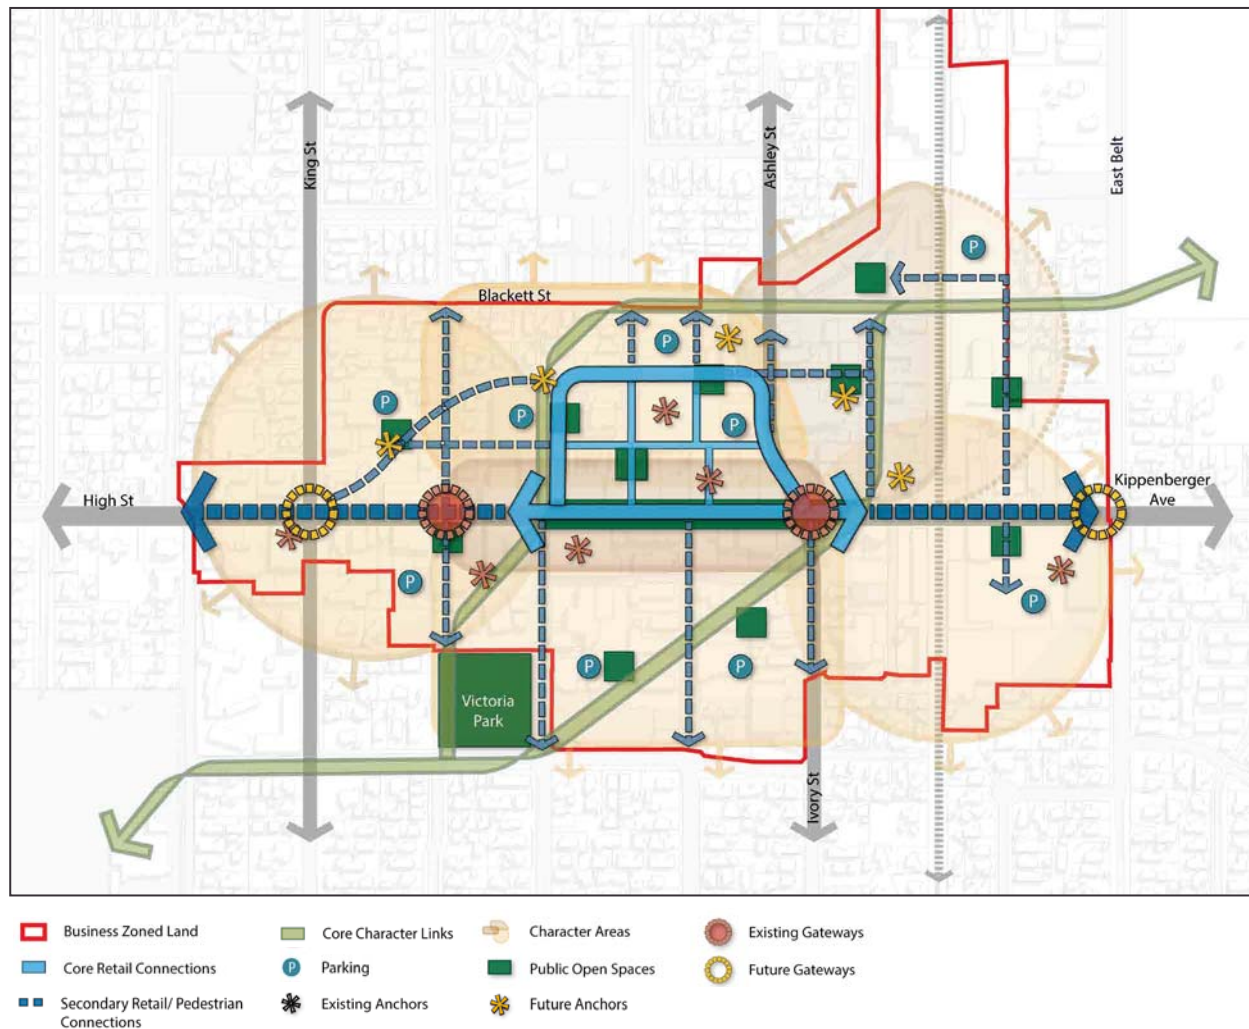 King St
Ashley St
East Belt
Blackett St
P
P
P
P
P
High St
Kippenberger
Ave
P
P
P
P
Victoria
Park
Ivory St
Business Zoned Land
Core Character Links
Character Areas
Existing Gateways
Core Retail Connections
P
Parking
Public Open Spaces
Future Gateways
Secondary Retail/ Pedestrian
Connections
Existing Anchors
Future Anchors